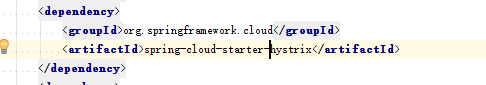 <dependency>
<groupId>org.springframework.cloud</groupId>
<artifactId>spring-cloud-starter-hystrix</artifactId>
</dependency>